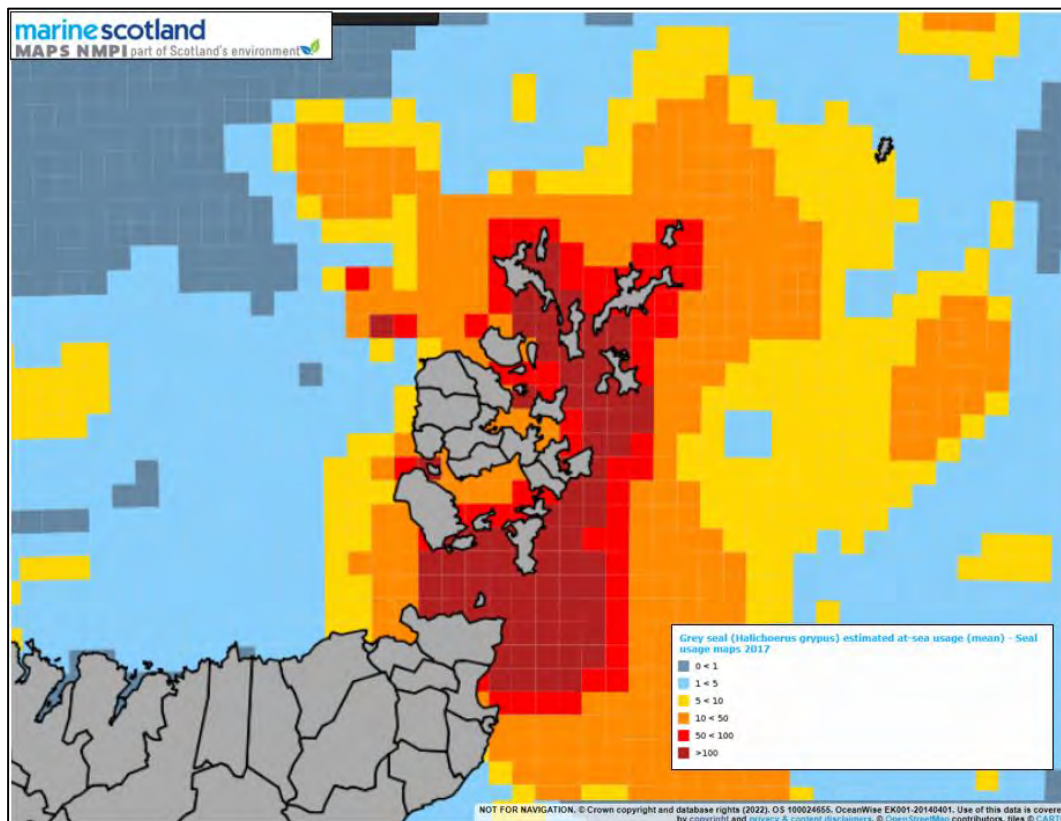 marinescotland
MAPS NMPI part of Scotland's environment
Grey seal (Halichoerus grypus) estimated at-sea usage (mean) - Seal
usage maps 2017
0 < 1
1 < 5
5 < 10
10 < 50
50 < 100
>100
NOT FOR NAVIGATION. © Crown copyright and database rights (2022). OS 100024655. OceanWise EK001-20140401. Use of this data is covere
by copyright and privacy & content disclaimers. © OpenStreetMap contributors, tiles © CART